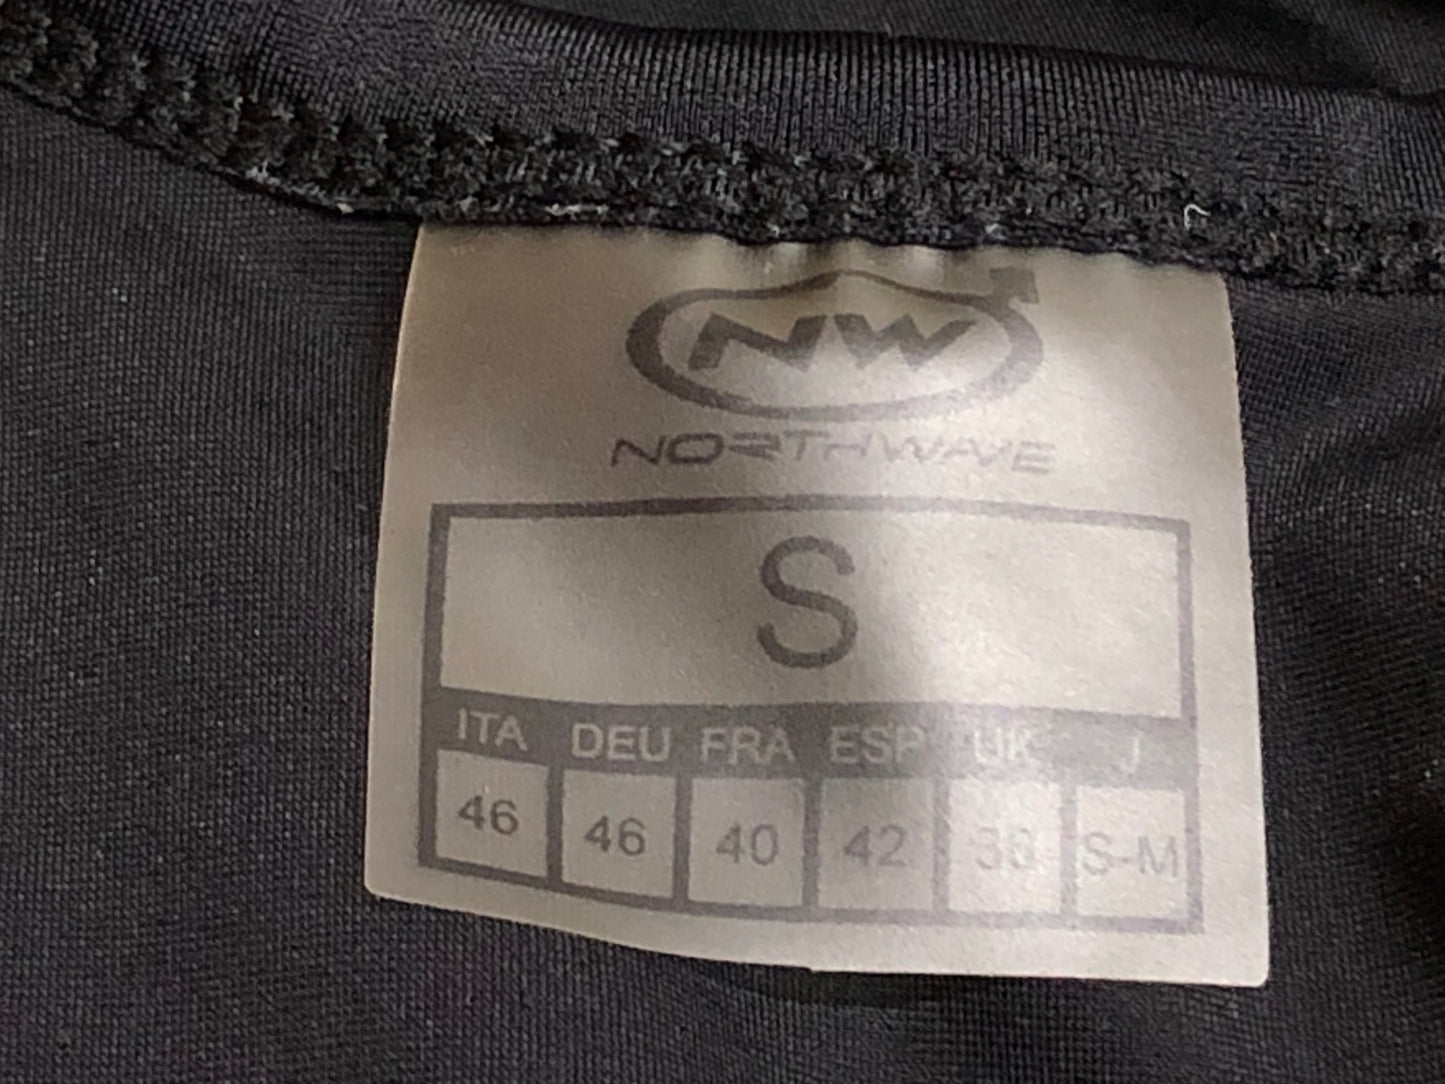 NW
NORTHWAVE
S
ITA DEU FRA ESP UK J
46 46 40 42 S-M